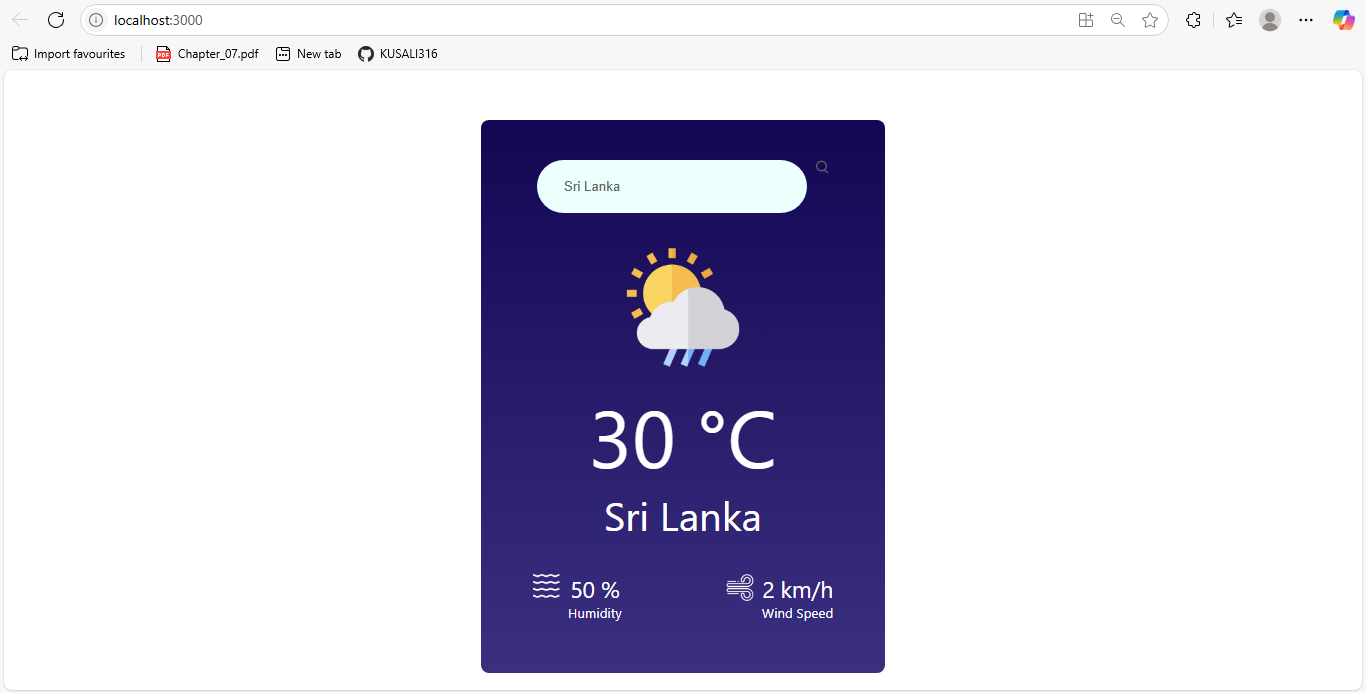 localhost:3000
Import favourites Chapter_07.pdf New tab KUSALI316
PDF
Sri Lanka
30 °C
Sri Lanka
50 % 2 km/h
Humidity Wind Speed